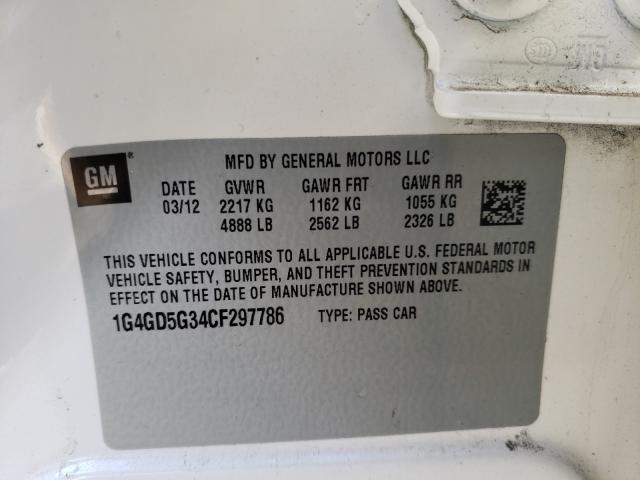 GM
®
MFD BY GENERAL MOTORS LLC
DATE GVWR GAWR FRT GAWR RR
03/12 2217 KG 1162 KG 1055 KG
4888 LB 2562 LB 2326 LB
THIS VEHICLE CONFORMS TO ALL APPLICABLE U.S. FEDERAL MOTOR
VEHICLE SAFETY, BUMPER, AND THEFT PREVENTION STANDARDS IN
EFFECT ON THE DATE OF MANUFACTURE SHOWN ABOVE.
1G4GD5G34CF297786 TYPE: PASS CAR